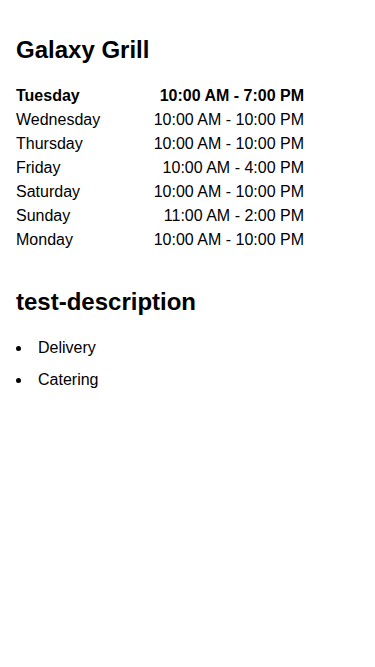 Galaxy Grill
Tuesday 10:00 AM - 7:00 PM
Wednesday 10:00 AM - 10:00 PM
Thursday 10:00 AM - 10:00 PM
Friday 10:00 AM - 4:00 PM
Saturday 10:00 AM - 10:00 PM
Sunday 11:00 AM - 2:00 PM
Monday 10:00 AM - 10:00 PM
test-description
• Delivery
• Catering